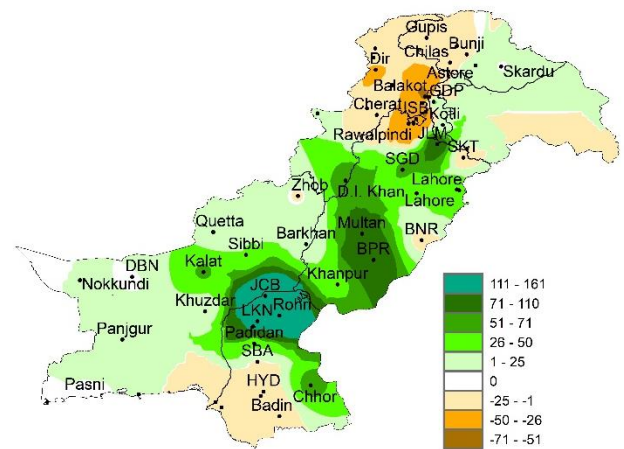 Gupis
Bunji
Chilas
Dir
Astore
Skardu
Balakot
GDP
Cherat
ISB
Kotli
Rawalpindi
JLM
SKT
SGD
Lahore
Zhob
D.I. Khan
Lahore
Quetta
Multan
BNR
Barkhan
Sibbi
BPR
DBN
Kalat
Khanpur
Nokkundi
JCB
Khuzdar
LKN
Rohri
Panjgur
Padidan
SBA
Pasni
HYD
Chhor
Badin
111 - 161
71 - 110
51 - 71
26 - 50
1 - 25
0
-25 - -1
-50 - -26
-71 - -51